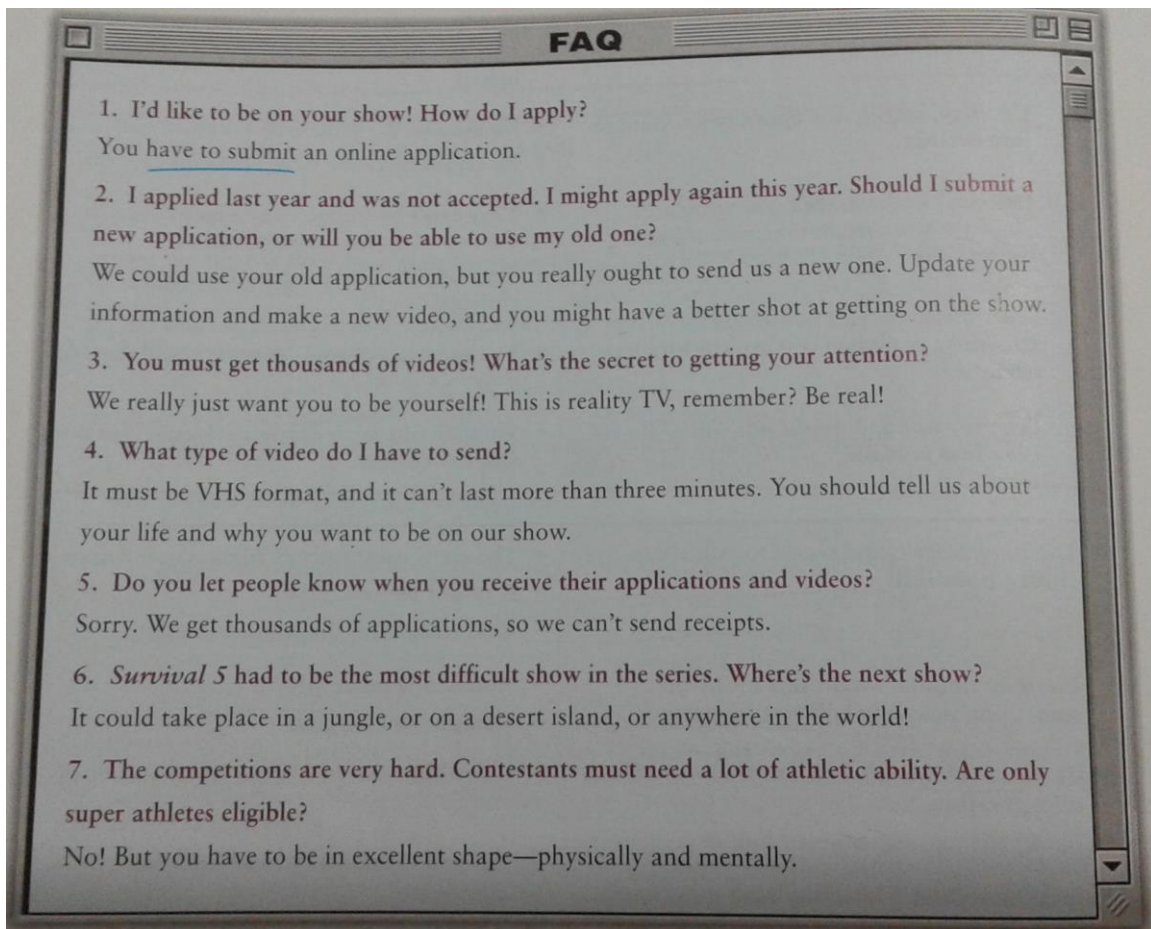 FAQ
1. I'd like to be on your show! How do I apply?
You have to submit an online application.
2. I applied last year and was not accepted. I might apply again this year. Should I submit a
new application, or will you be able to use my old one?
We could use your old application, but you really ought to send us a new one. Update your
information and make a new video, and you might have a better shot at getting on the show.
3. You must get thousands of videos! What's the secret to getting your attention?
We really just want you to be yourself! This is reality TV, remember? Be real!
4. What type of video do I have to send?
It must be VHS format, and it can't last more than three minutes. You should tell us about
your life and why you want to be on our show.
5. Do you let people know when you receive their applications and videos?
Sorry. We get thousands of applications, so we can't send receipts.
6. Survival 5 had to be the most difficult show in the series. Where's the next show?
It could take place in a jungle, or on a desert island, or anywhere in the world!
7. The competitions are very hard. Contestants must need a lot of athletic ability. Are only
super athletes eligible?
No! But you have to be in excellent shape—physically and mentally.